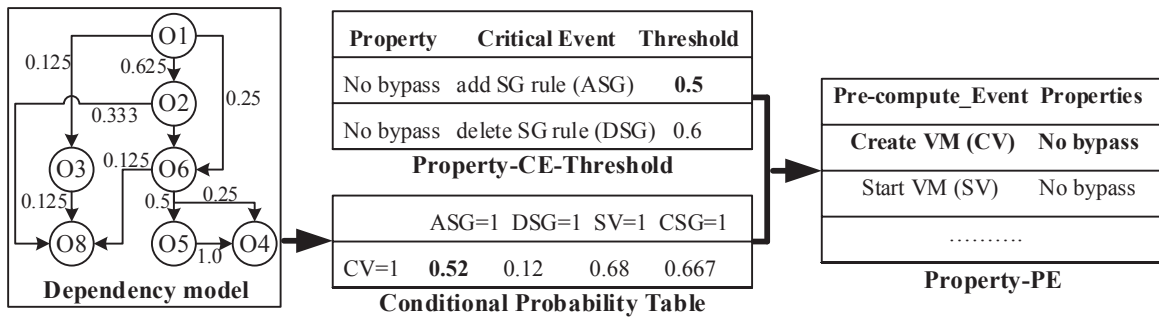 O1
0.125
0.625
0.25
O2
0.333
O3
0.125
O6
0.125
0.5
0.25
O8
O5
1.0
O4
Dependency model
Property Critical Event Threshold
No bypass add SG rule (ASG) 0.5
No bypass delete SG rule (DSG) 0.6
Property-CE-Threshold
ASG=1 DSG=1 SV=1 CSG=1
CV=1 0.52 0.12 0.68 0.667
Conditional Probability Table
Pre-compute_Event Properties
Create VM (CV) No bypass
Start VM (SV) No bypass
..........
Property-PE